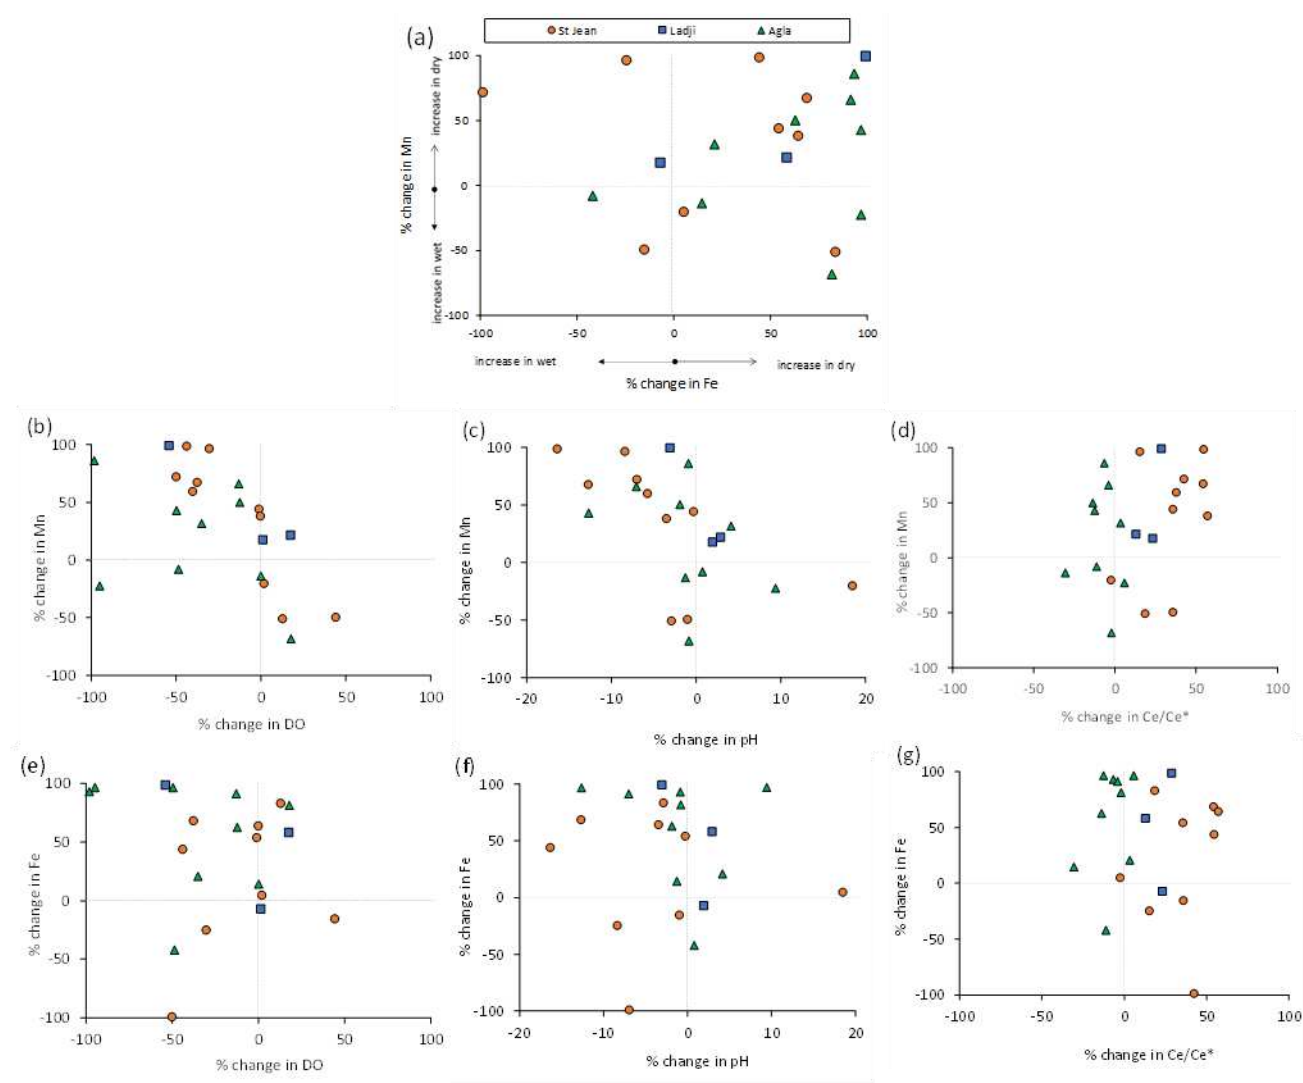 St Jean Ladji Agla
(a)
100
50
0
-50
-100
% change in Mn
increase in dry
increase in wet
-100 -50 0 50 100
increase in wet increase in dry
% change in Fe
(b)
100
50
0
-50
-100
% change in Mn
-100 -50 0 50 100
% change in DO
(c)
100
50
0
-50
-100
% change in Mn
-20 -10 0 10 20
% change in pH
(d)
100
50
0
-50
-100
% change in Mn
-100 -50 0 50 100
% change in Ce/Ce*
(e)
100
50
0
-50
-100
% change in Fe
-100 -50 0 50 100
% change in DO
(f)
100
50
0
-50
-100
% change in Fe
-20 -10 0 10 20
% change in pH
(g)
100
50
0
-50
-100
% change in Fe
-100 -50 0 50 100
% change in Ce/Ce*